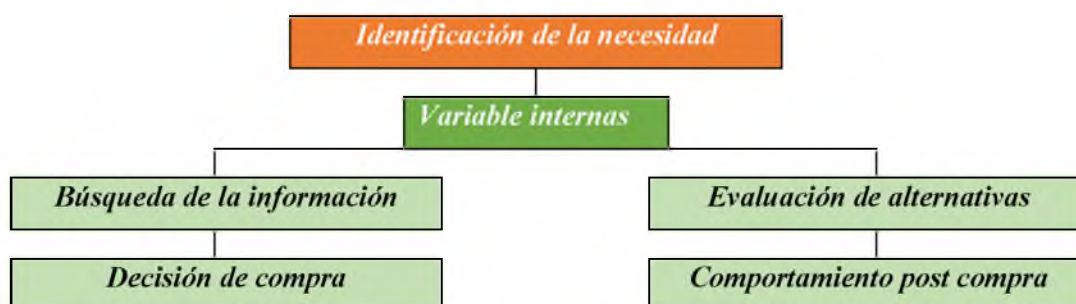 Identificación de la necesidad
Variable internas
Búsqueda de la información
Evaluación de alternativas
Decisión de compra
Comportamiento post compra